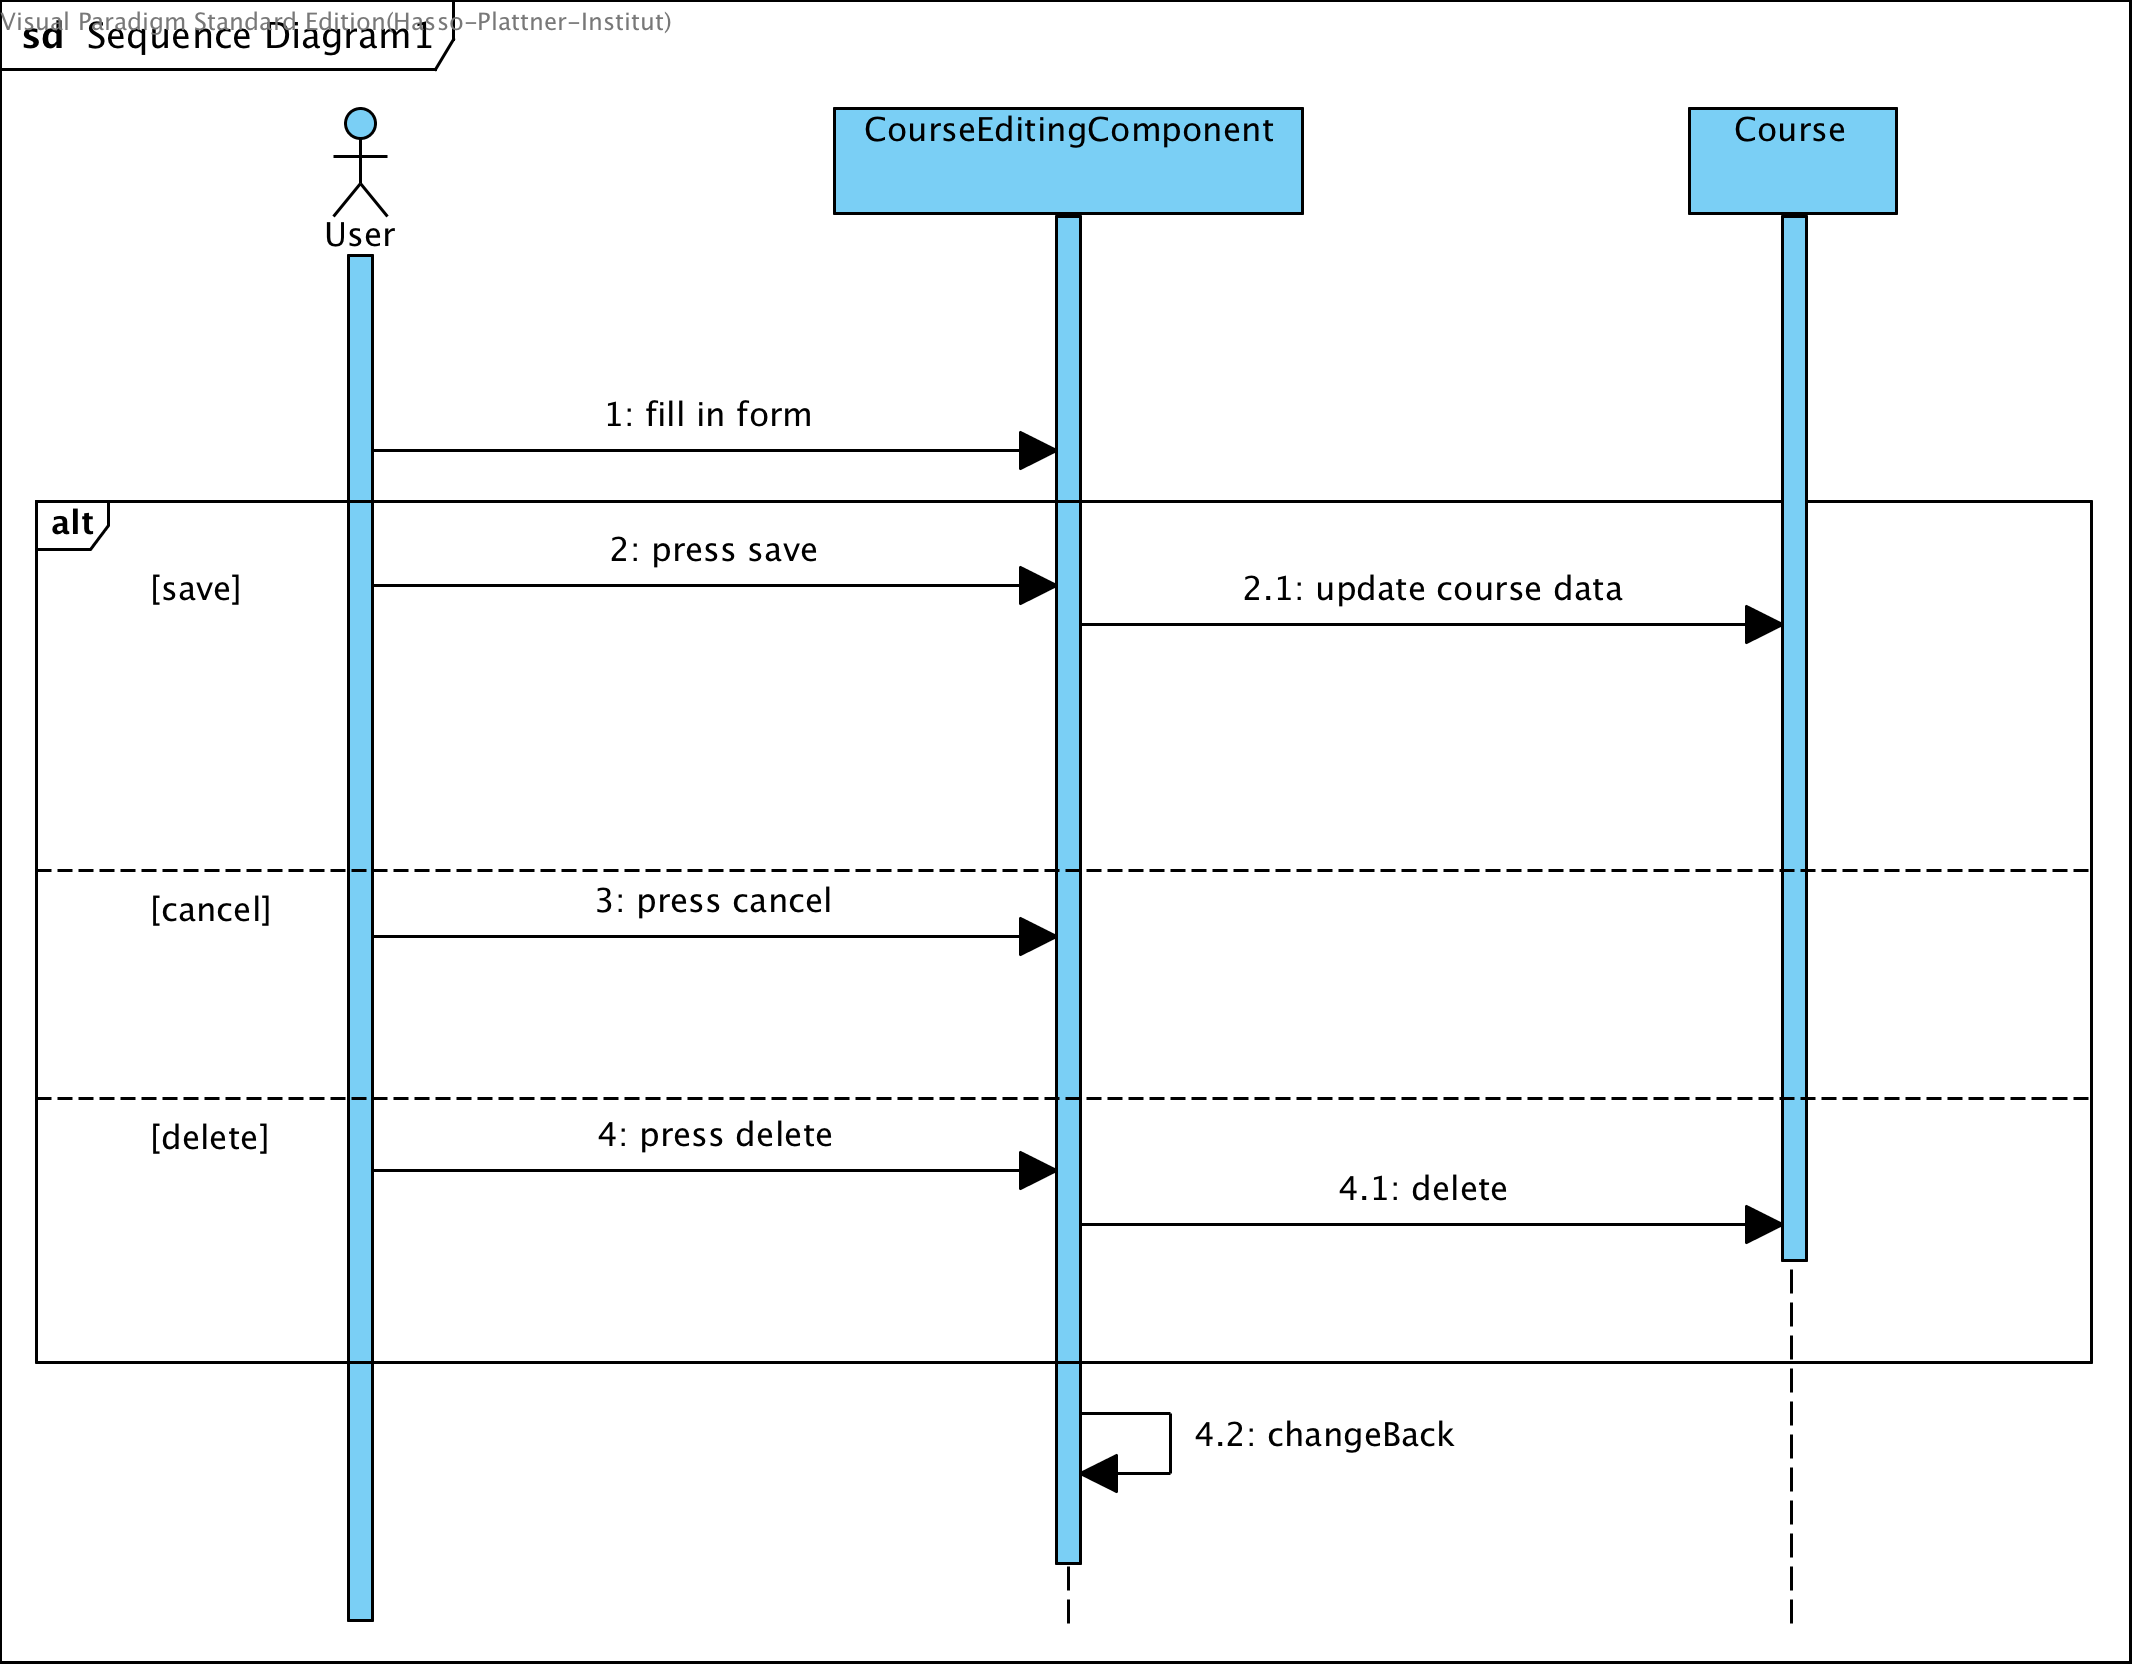 Visual Paradigm Standard Edition(Hasso-Plattner-Institut)
sd Sequence Diagram1
CourseEditingComponent
Course
User
1: fill in form
alt
2: press save
[save]
2.1: update course data
3: press cancel
[cancel]
4: press delete
[delete]
4.1: delete
4.2: changeBack